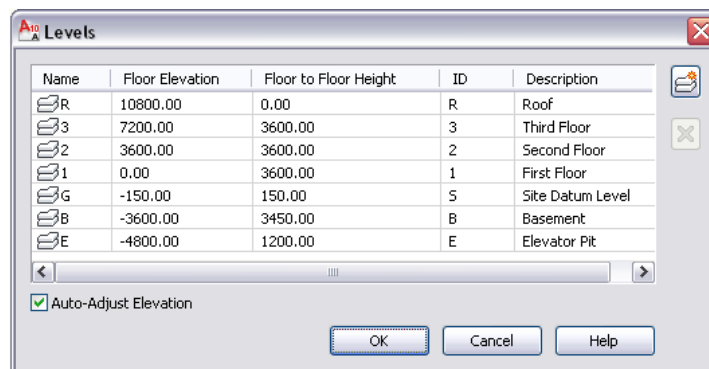 Levels
Name Floor Elevation Floor to Floor Height ID Description
R 10800.00 0.00 R Roof
3 7200.00 3600.00 3 Third Floor
2 3600.00 3600.00 2 Second Floor
1 0.00 3600.00 1 First Floor
G -150.00 150.00 S Site Datum Level
B -3600.00 3450.00 B Basement
E -4800.00 1200.00 E Elevator Pit
Auto-Adjust Elevation
OK Cancel Help